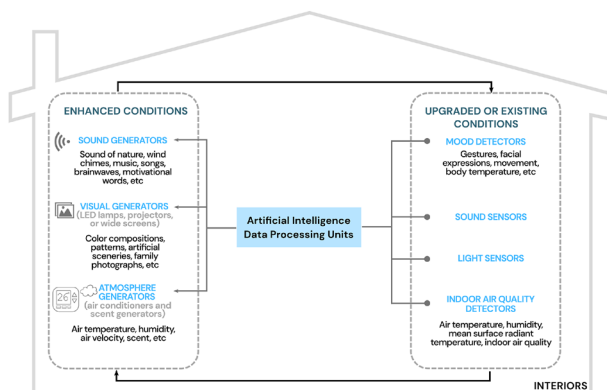 ENHANCED CONDITIONS
SOUND GENERATORS
Sound of nature, wind
chimes, music, songs,
brainwaves, motivational
words, etc
VISUAL GENERATORS
(LED lamps, projectors,
or wide screens)
Color compositions,
patterns, artificial
sceneries, family
photographs, etc
26
ATMOSPHERE
GENERATORS
(air conditioners and
scent generators)
Air temperature, humidity,
air velocity, scent, etc
Artificial Intelligence
Data Processing Units
UPGRADED OR EXISTING
CONDITIONS
MOOD DETECTORS
Gestures, facial
expressions, movement,
body temperature, etc
SOUND SENSORS
LIGHT SENSORS
INDOOR AIR QUALITY
DETECTORS
Air temperature, humidity,
mean surface radiant
temperature, indoor air quality
INTERIORS